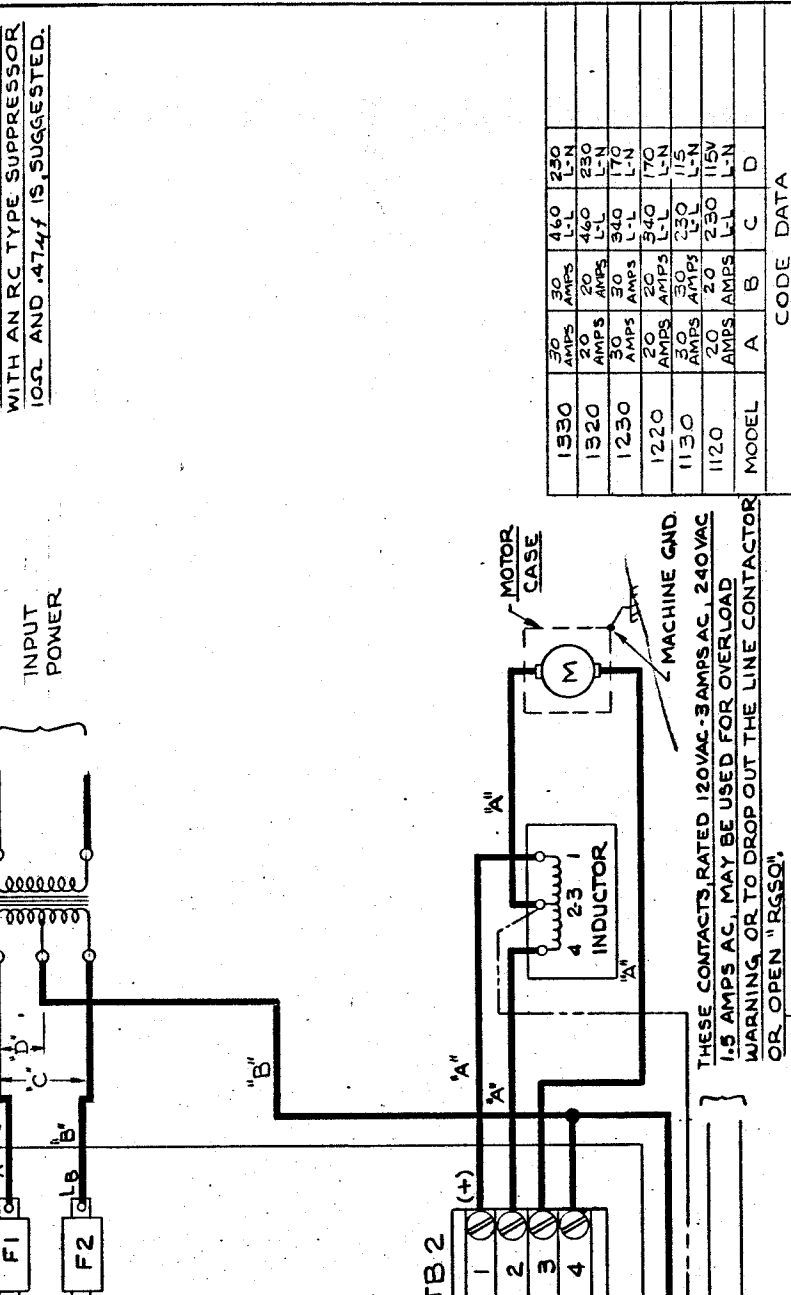 WITH AN RC TYPE SUPPRESSOR
10Ω AND .47μf IS SUGGESTED.
INPUT
POWER
"D"
"C"
"B"
"B"
LB
F1
F2
MOTOR
CASE
M
MACHINE GND.
"A"
"A"
"A"
"A"
1
2-3
4
INDUCTOR
TB 2
(+)
1
2
3
4
THESE CONTACTS, RATED 120VAC-3AMPS AC, 240VAC
1.5 AMPS AC, MAY BE USED FOR OVERLOAD
WARNING OR TO DROP OUT THE LINE CONTACTOR
OR OPEN "RGSO".
1330 30 AMPS 30 AMPS 460 L-L 230 L-N
1320 20 AMPS 20 AMPS 460 L-L 230 L-N
1230 30 AMPS 30 AMPS 340 L-L 170 L-N
1220 20 AMPS 20 AMPS 340 L-L 170 L-N
1130 30 AMPS 30 AMPS 230 L-L 115 L-N
1120 20 AMPS 20 AMPS 230 L-L 115V L-N
MODEL A B C D
CODE DATA